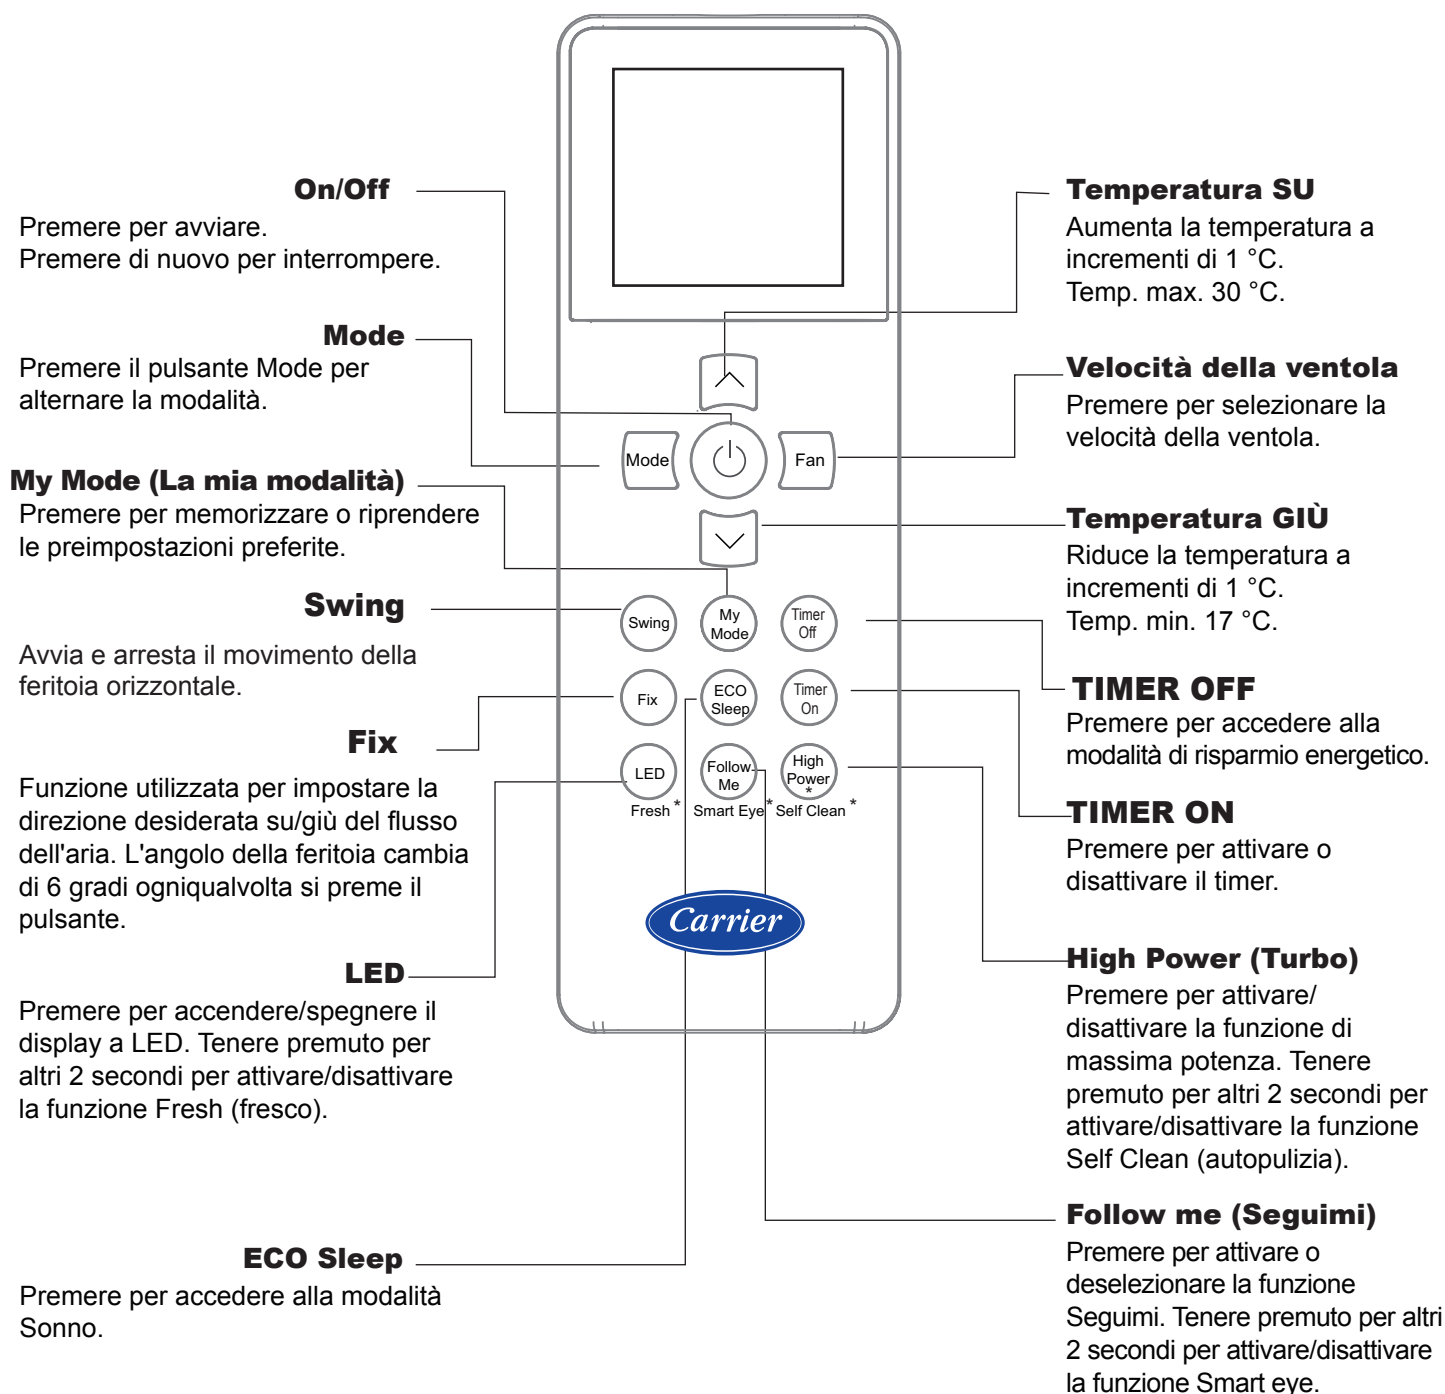 On/Off
Premere per avviare.
Premere di nuovo per interrompere.
Mode
Premere il pulsante Mode per
alternare la modalità.
My Mode (La mia modalità)
Premere per memorizzare o riprendere
le preimpostazioni preferite.
Swing
Avvia e arresta il movimento della
feritoia orizzontale.
Fix
Funzione utilizzata per impostare la
direzione desiderata su/giù del flusso
dell'aria. L'angolo della feritoia cambia
di 6 gradi ogniqualvolta si preme il
pulsante.
LED
Premere per accendere/spegnere il
display a LED. Tenere premuto per
altri 2 secondi per attivare/disattivare
la funzione Fresh (fresco).
ECO Sleep
Premere per accedere alla modalità
Sonno.
Mode
Fan
Swing
My
Mode
Timer
Off
Fix
ECO
Sleep
Timer
On
LED
Follow
Me
High
Power
*
Fresh *
Smart Eye *
Self Clean *
Carrier
Temperatura SU
Aumenta la temperatura a
incrementi di 1 °C.
Temp. max. 30 °C.
Velocità della ventola
Premere per selezionare la
velocità della ventola.
Temperatura GIÙ
Riduce la temperatura a
incrementi di 1 °C.
Temp. min. 17 °C.
TIMER OFF
Premere per accedere alla
modalità di risparmio energetico.
TIMER ON
Premere per attivare o
disattivare il timer.
High Power (Turbo)
Premere per attivare/
disattivare la funzione di
massima potenza. Tenere
premuto per altri 2 secondi per
attivare/disattivare la funzione
Self Clean (autopulizia).
Follow me (Seguimi)
Premere per attivare o
deselezionare la funzione
Seguimi. Tenere premuto per altri
2 secondi per attivare/disattivare
la funzione Smart eye.